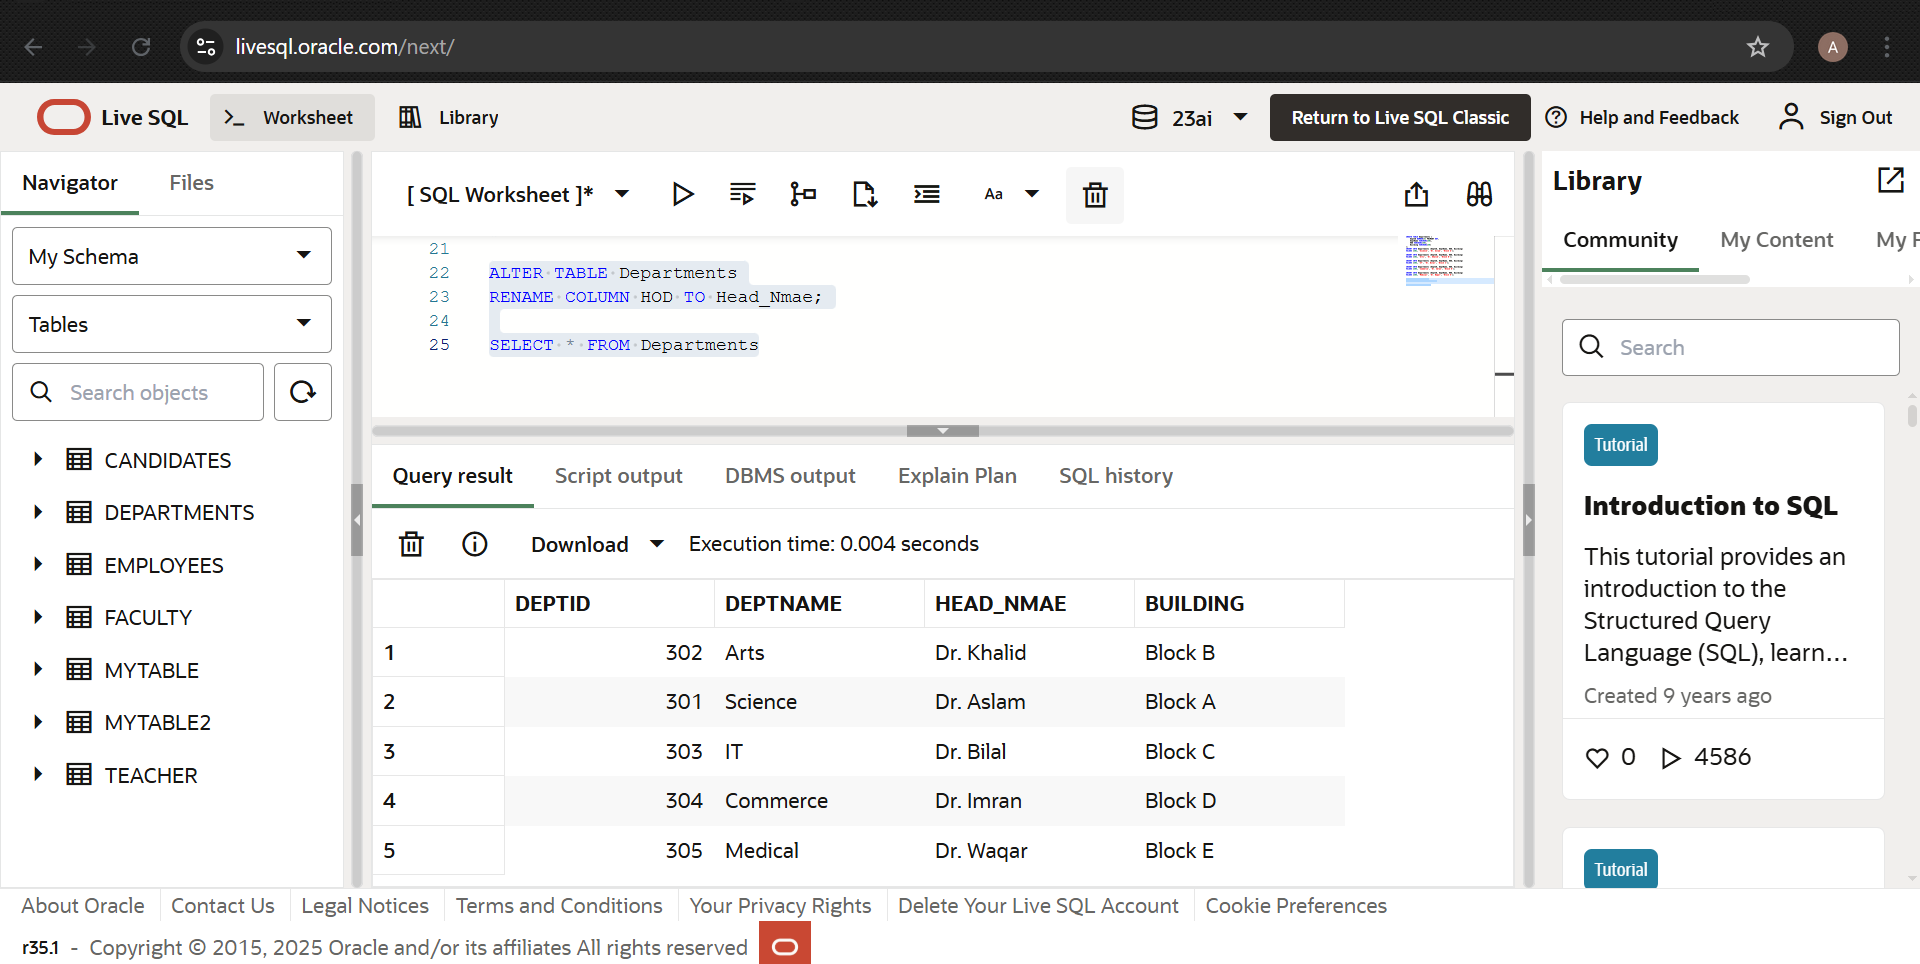 livesql.oracle.com/next/
A
Live SQL
Worksheet
Library
23ai
Return to Live SQL Classic
Help and Feedback
Sign Out
Navigator
Files
My Schema
Tables
Search objects
CANDIDATES
DEPARTMENTS
EMPLOYEES
FACULTY
MYTABLE
MYTABLE2
TEACHER
[ SQL Worksheet ]*
Aa
21
22 ALTER TABLE Departments
23 RENAME COLUMN HOD TO Head_Nmae;
24
25 SELECT * FROM Departments
Query result
Script output
DBMS output
Explain Plan
SQL history
Download
Execution time: 0.004 seconds
DEPTID DEPTNAME HEAD_NMAE BUILDING
1 302 Arts Dr. Khalid Block B
2 301 Science Dr. Aslam Block A
3 303 IT Dr. Bilal Block C
4 304 Commerce Dr. Imran Block D
5 305 Medical Dr. Waqar Block E
Library
Community
My Content
My F
Search
Tutorial
Introduction to SQL
This tutorial provides an
introduction to the
Structured Query
Language (SQL), learn...
Created 9 years ago
0 4586
Tutorial
About Oracle
Contact Us
Legal Notices
Terms and Conditions
Your Privacy Rights
Delete Your Live SQL Account
Cookie Preferences
r35.1 - Copyright © 2015, 2025 Oracle and/or its affiliates All rights reserved